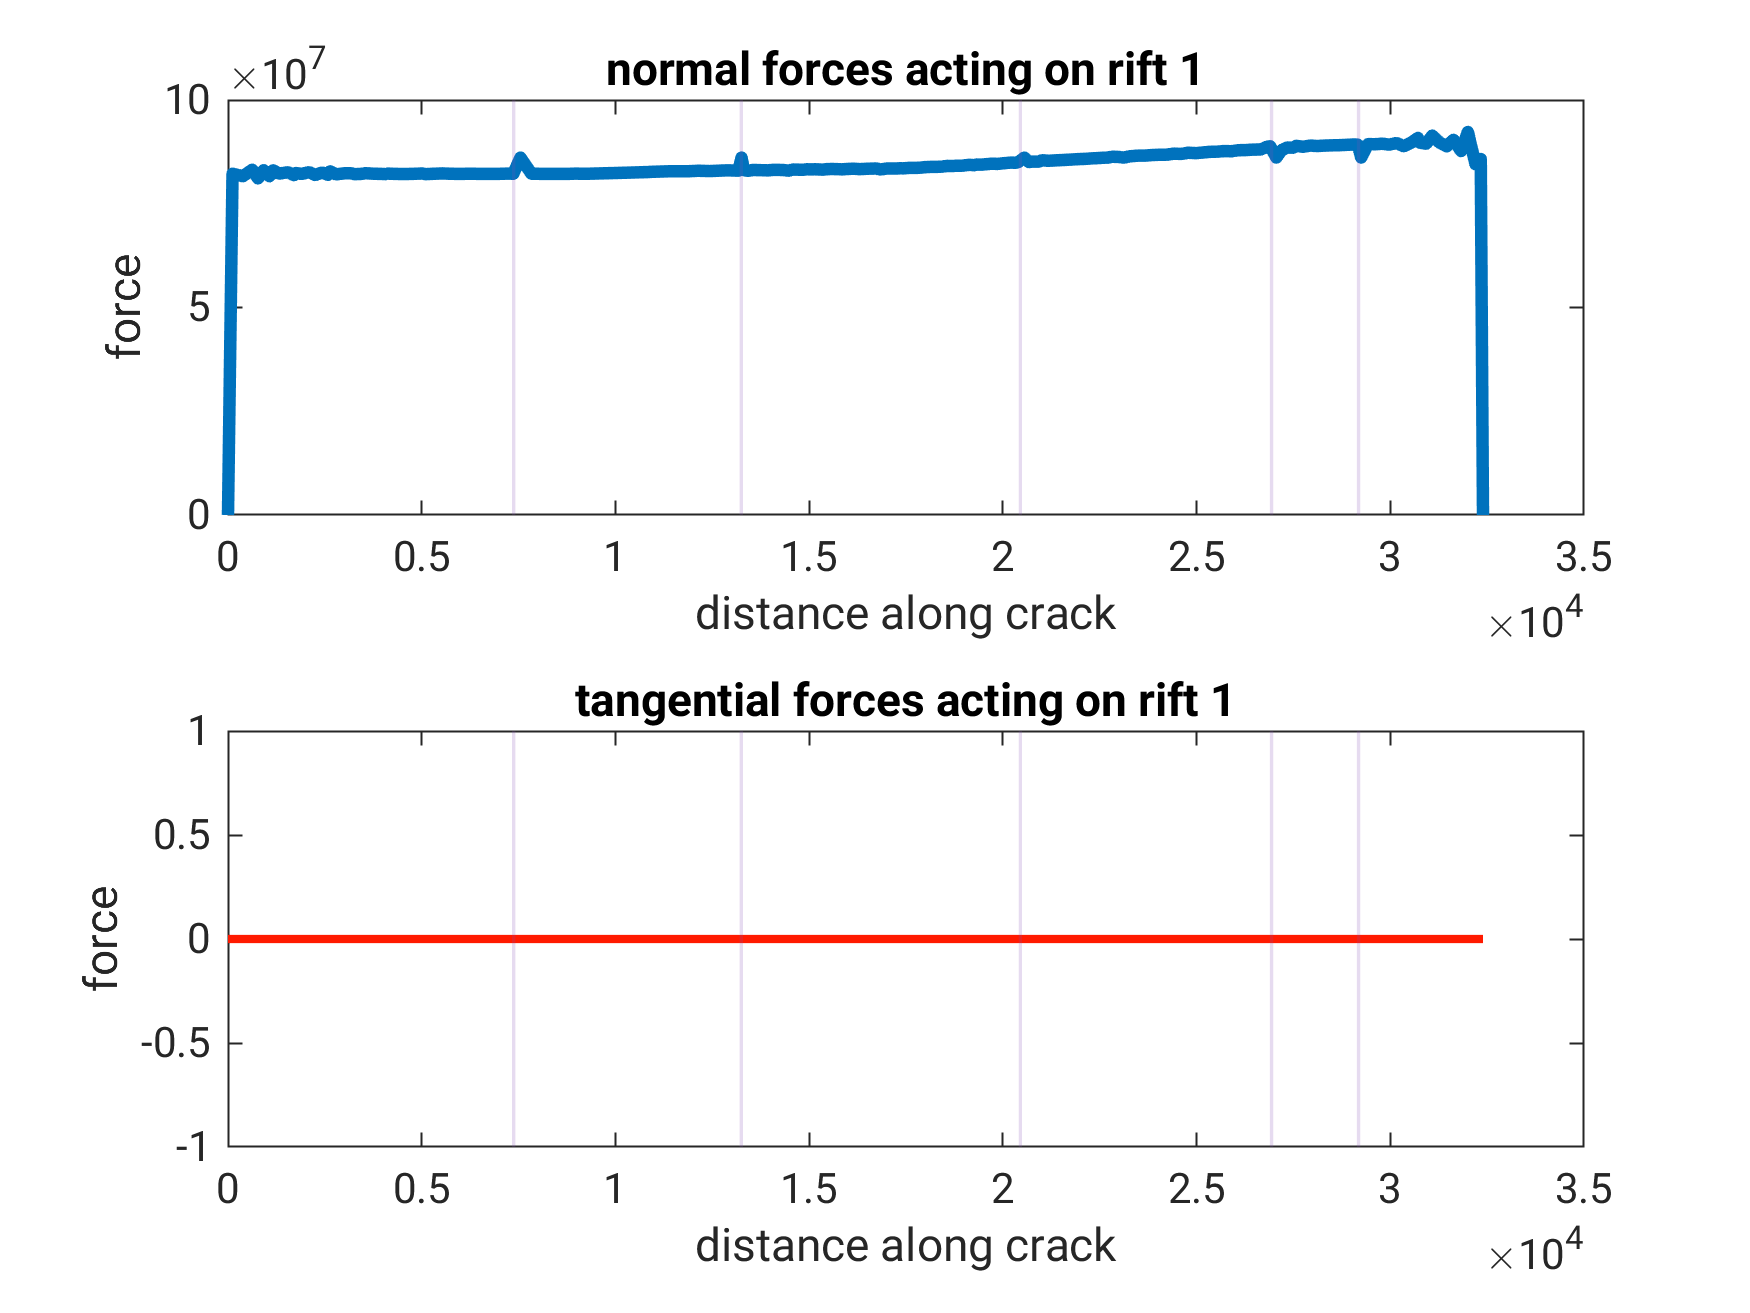 ×10^7
normal forces acting on rift 1
10
5
0
force
0 0.5 1 1.5 2 2.5 3 3.5
distance along crack
×10^4
tangential forces acting on rift 1
1
0.5
0
-0.5
-1
force
0 0.5 1 1.5 2 2.5 3 3.5
distance along crack
×10^4